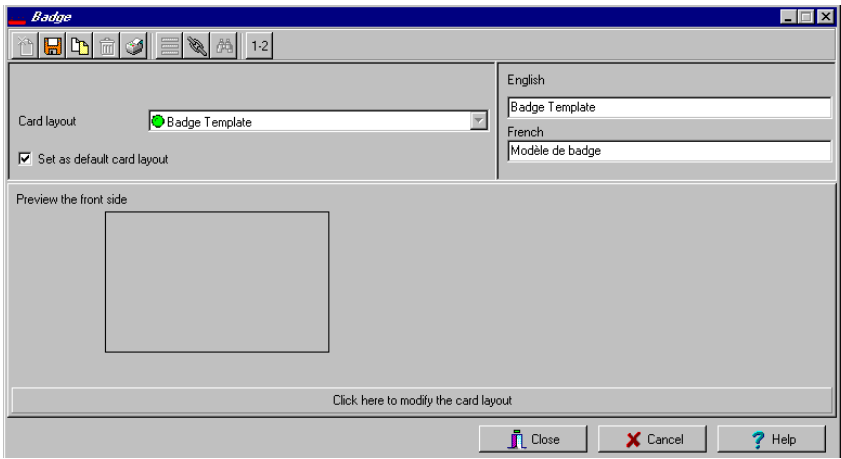 Badge
1-2
English
Badge Template
Card layout
Badge Template
French
Modèle de badge
Set as default card layout
Preview the front side
Click here to modify the card layout
Close
Cancel
Help